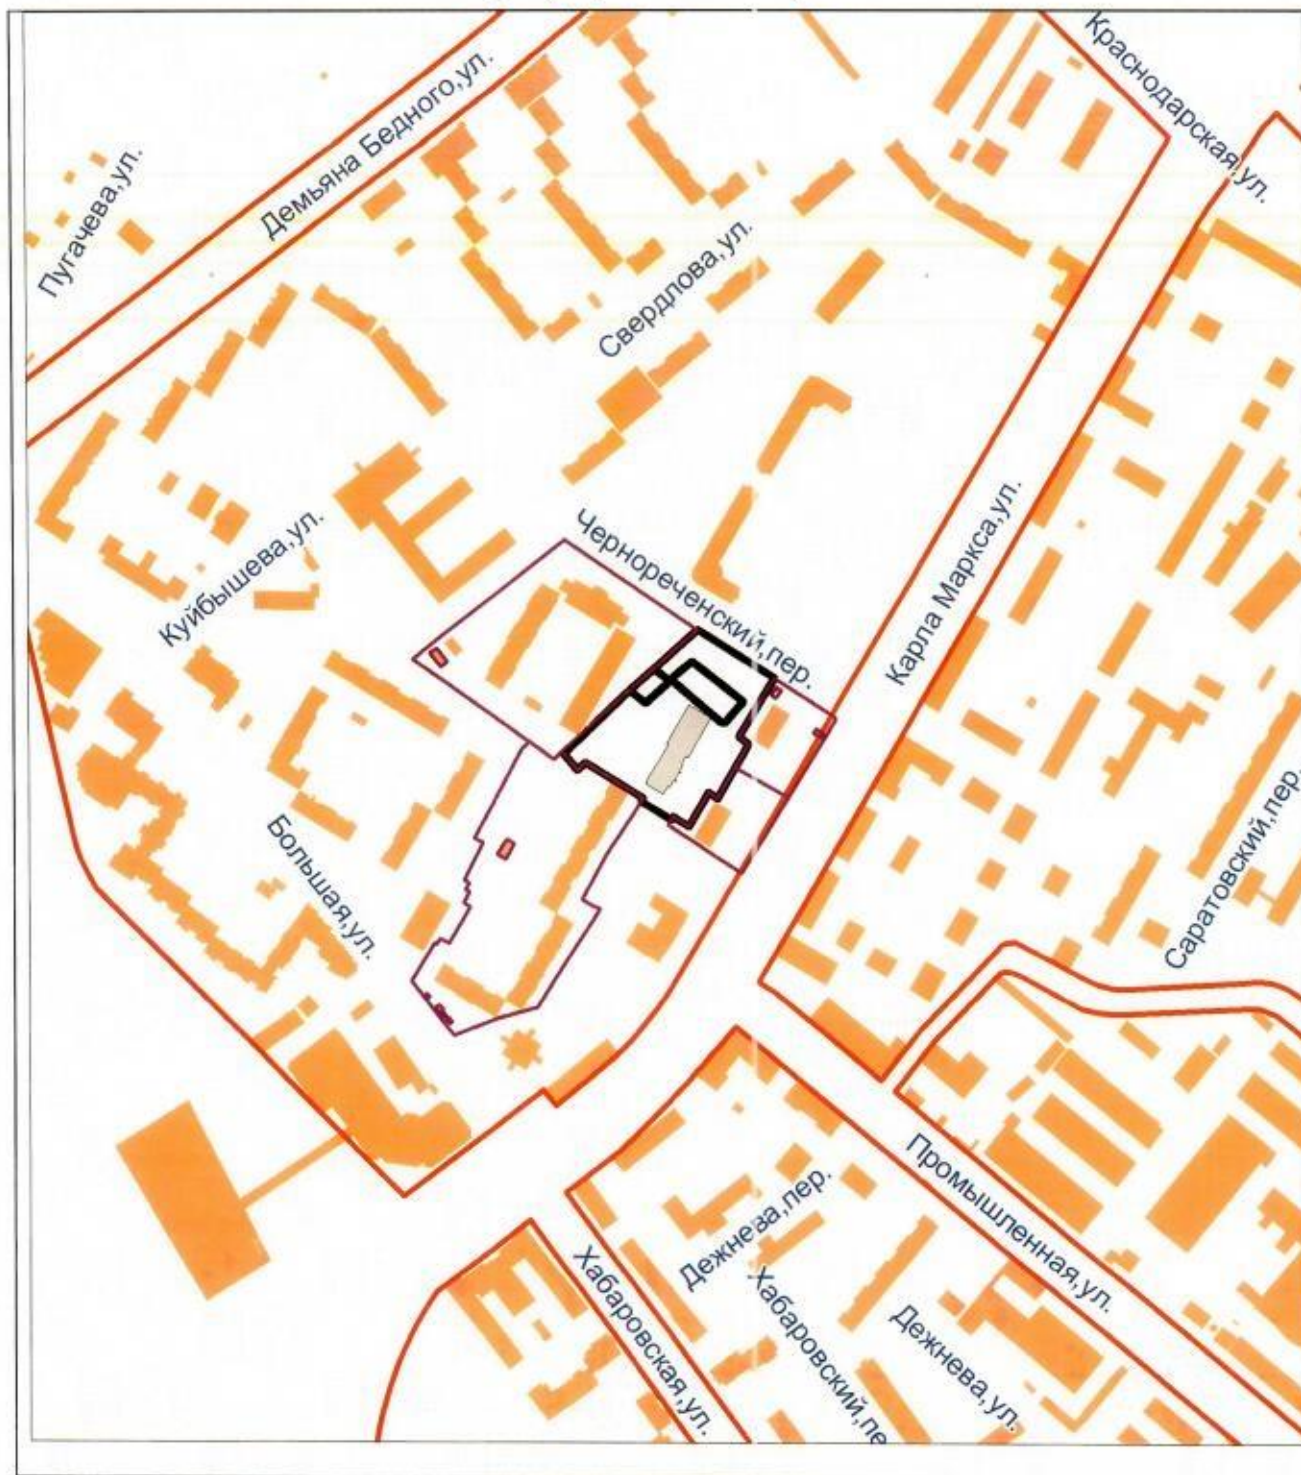 Краснодарская,ул.
Демьяна Бедного,ул.
Пугачева,ул.
Свердлова,ул.
Карла Маркса,ул.
Чернореченский,пер.
Куйбышева,ул.
Саратовский,пер.
Большая,ул.
Промышленная,ул.
Дежнева,пер.
Хабаровская,ул.
Хабаровский,пе
Дежнева,ул.